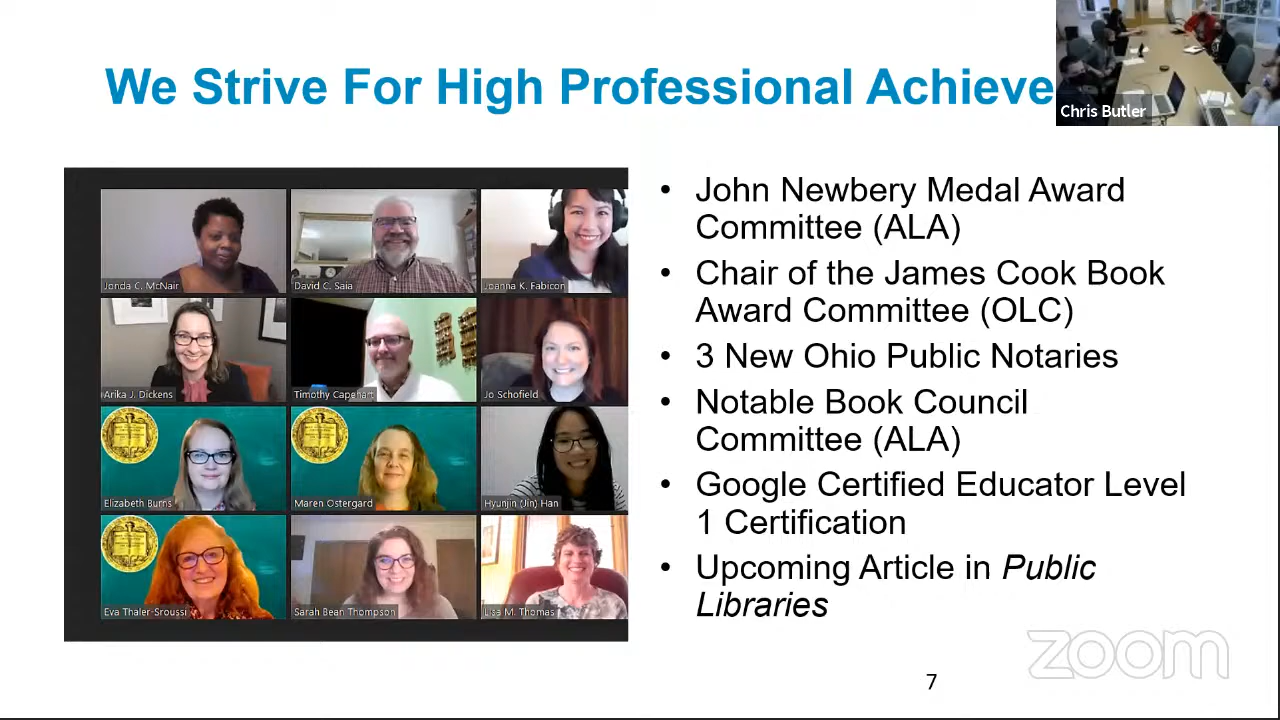 We Strive For High Professional Achieve
Chris Butler
Jonda C. McNair
David C. Saia
Joanna K. Fabicon
Arika J. Dickens
Timothy Capehart
Jo Schofield
Elizabeth Burns
Maren Ostergard
Hyunjin (Jin) Han
Eva Thaler-Sroussi
Sarah Bean Thompson
Lisa M. Thomas
• John Newbery Medal Award
Committee (ALA)
• Chair of the James Cook Book
Award Committee (OLC)
• 3 New Ohio Public Notaries
• Notable Book Council
Committee (ALA)
• Google Certified Educator Level
1 Certification
• Upcoming Article in Public
Libraries
zoom
7